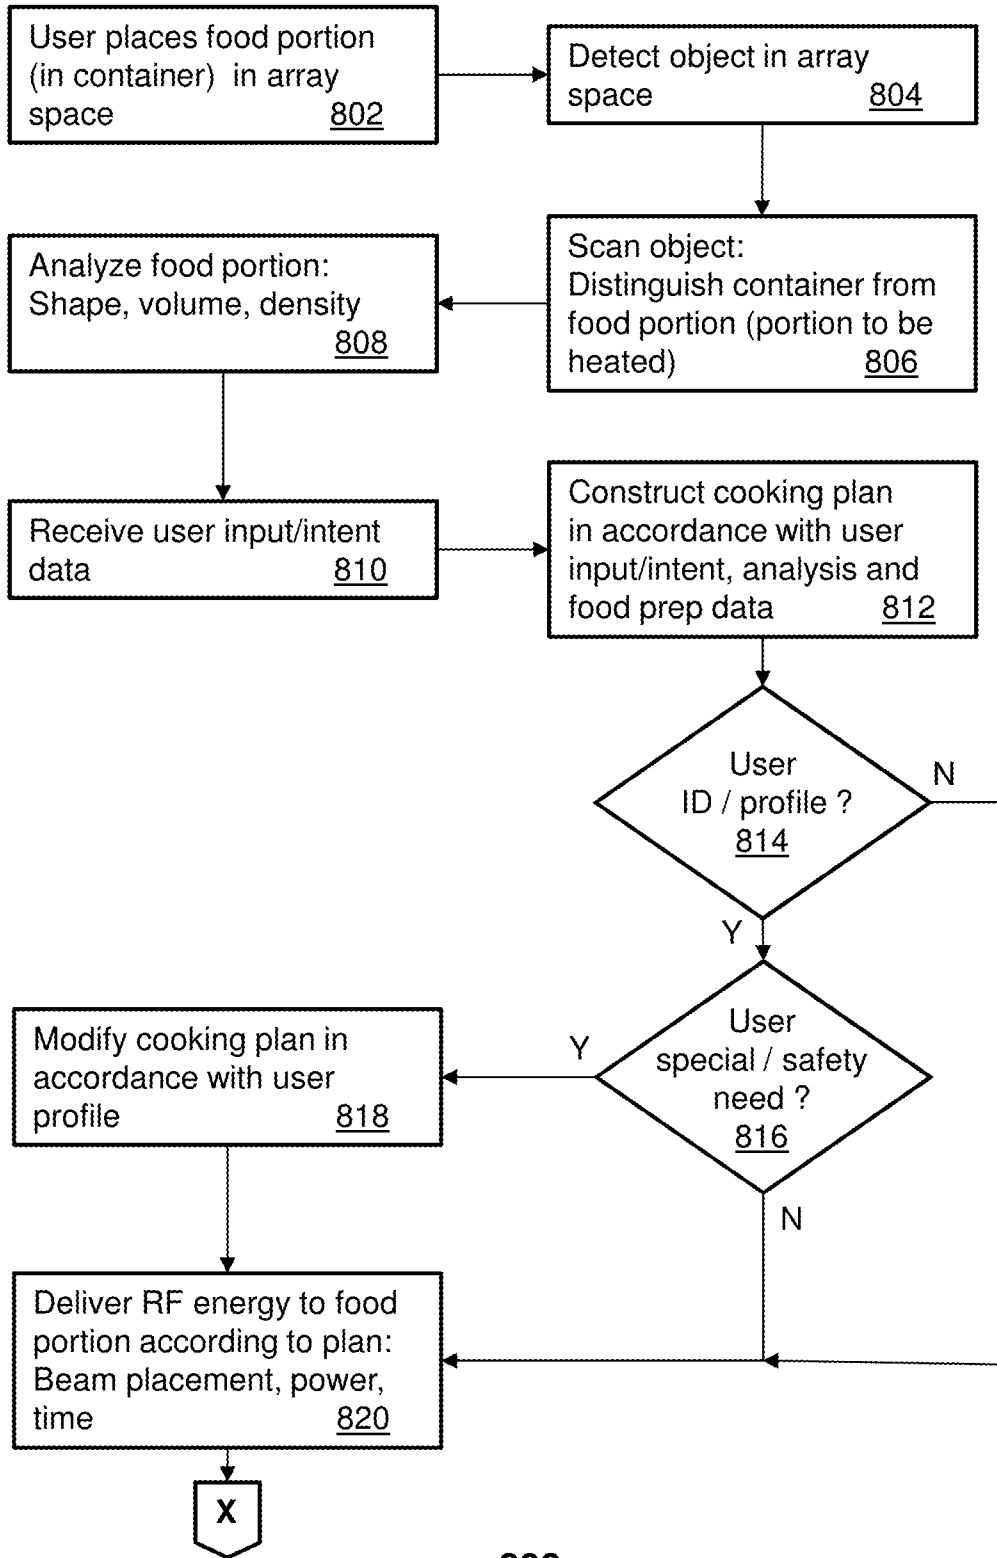 User places food portion
(in container) in array
space 802
Detect object in array
space 804
Scan object:
Distinguish container from
food portion (portion to be
heated) 806
Analyze food portion:
Shape, volume, density
808
Receive user input/intent
data 810
Construct cooking plan
in accordance with user
input/intent, analysis and
food prep data 812
User
ID / profile ?
814
N
Y
User
special / safety
need ?
816
Y
N
Modify cooking plan in
accordance with user
profile 818
Deliver RF energy to food
portion according to plan:
Beam placement, power,
time 820
X